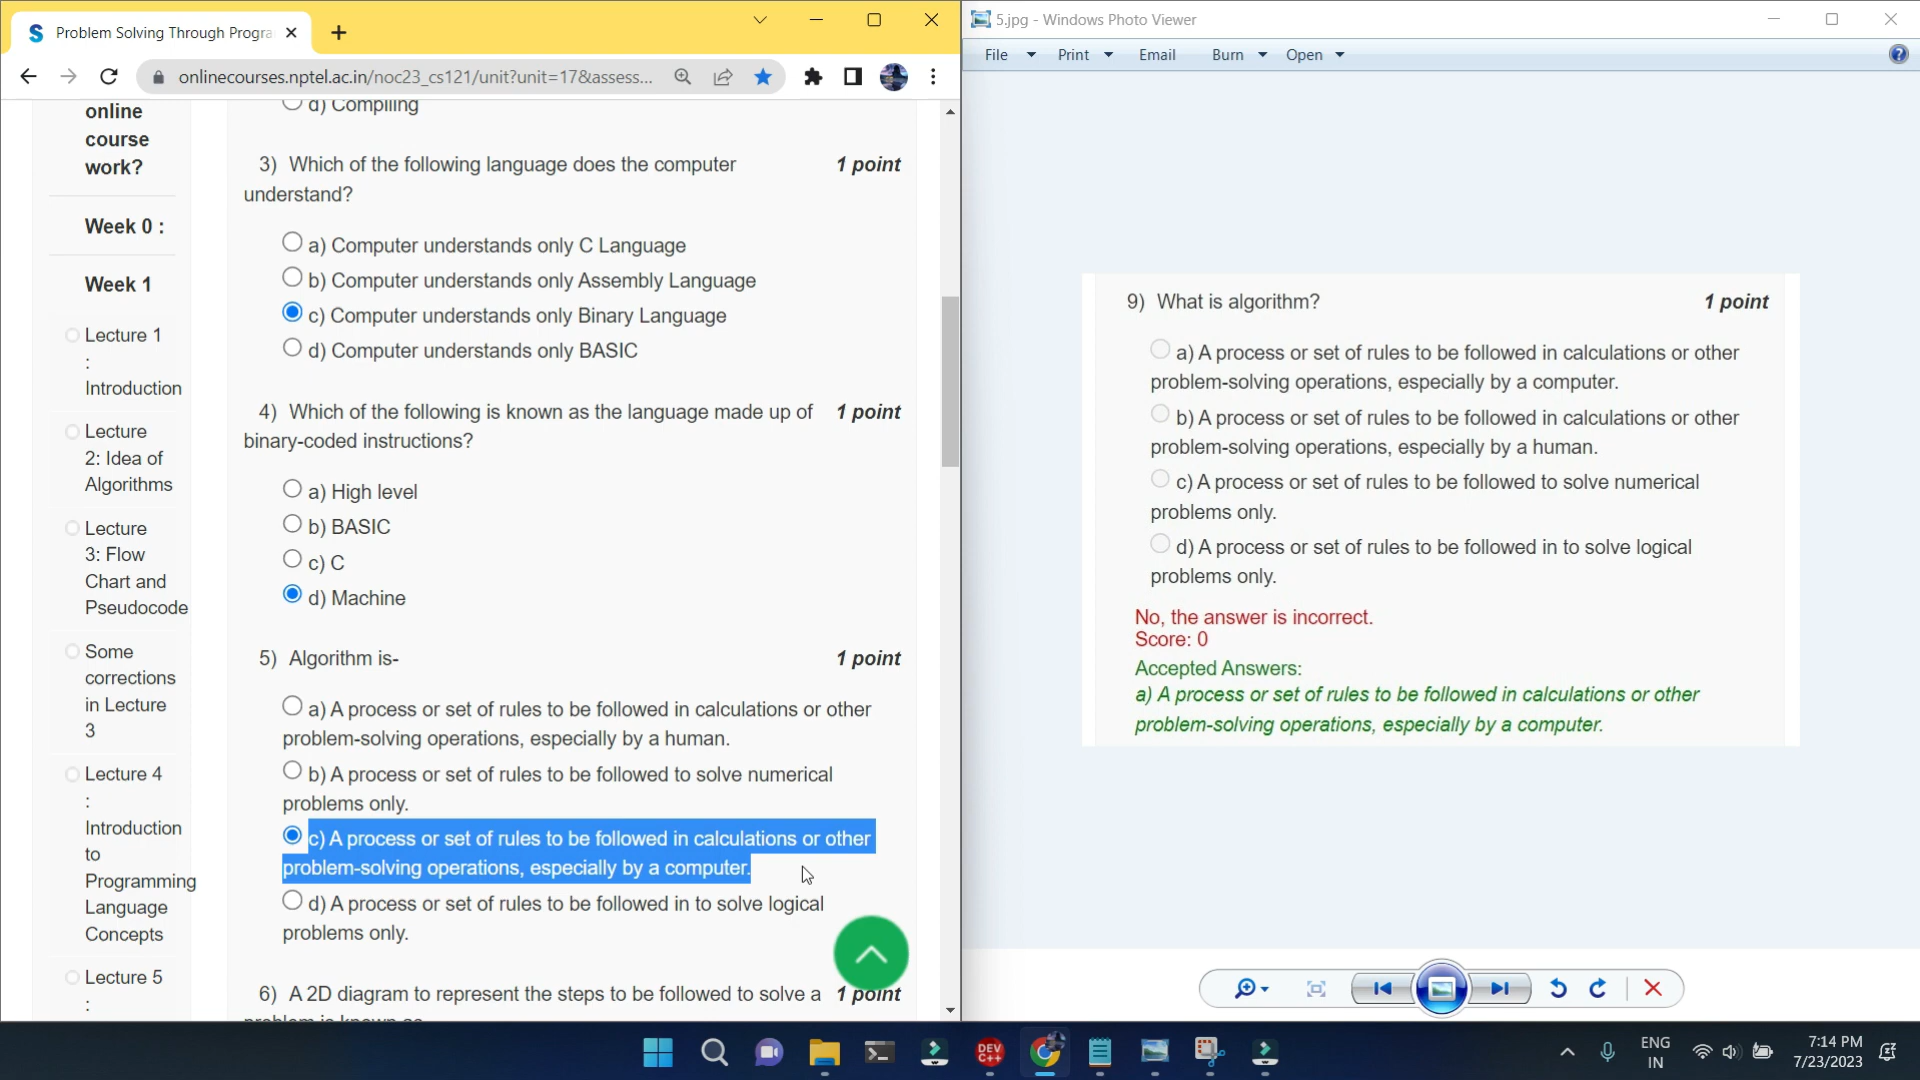 Problem Solving Through Progra
onlinecourses.nptel.ac.in/noc23_cs121/unit?unit=17&assess...
online
course
work?
Week 0 :
Week 1
Lecture 1
:
Introduction
Lecture
2: Idea of
Algorithms
Lecture
3: Flow
Chart and
Pseudocode
Some
corrections
in Lecture
3
Lecture 4
:
Introduction
to
Programming
Language
Concepts
Lecture 5
:
d) Compiling
3) Which of the following language does the computer 1 point
understand?
a) Computer understands only C Language
b) Computer understands only Assembly Language
c) Computer understands only Binary Language
d) Computer understands only BASIC
4) Which of the following is known as the language made up of 1 point
binary-coded instructions?
a) High level
b) BASIC
c) C
d) Machine
5) Algorithm is- 1 point
a) A process or set of rules to be followed in calculations or other
problem-solving operations, especially by a human.
b) A process or set of rules to be followed to solve numerical
problems only.
c) A process or set of rules to be followed in calculations or other
problem-solving operations, especially by a computer.
d) A process or set of rules to be followed in to solve logical
problems only.
6) A 2D diagram to represent the steps to be followed to solve a 1 point
problem is known as
5.jpg - Windows Photo Viewer
File Print Email Burn Open
9) What is algorithm? 1 point
a) A process or set of rules to be followed in calculations or other
problem-solving operations, especially by a computer.
b) A process or set of rules to be followed in calculations or other
problem-solving operations, especially by a human.
c) A process or set of rules to be followed to solve numerical
problems only.
d) A process or set of rules to be followed in to solve logical
problems only.
No, the answer is incorrect.
Score: 0
Accepted Answers:
a) A process or set of rules to be followed in calculations or other
problem-solving operations, especially by a computer.
DEV
C++
ENG
IN
7:14 PM
7/23/2023